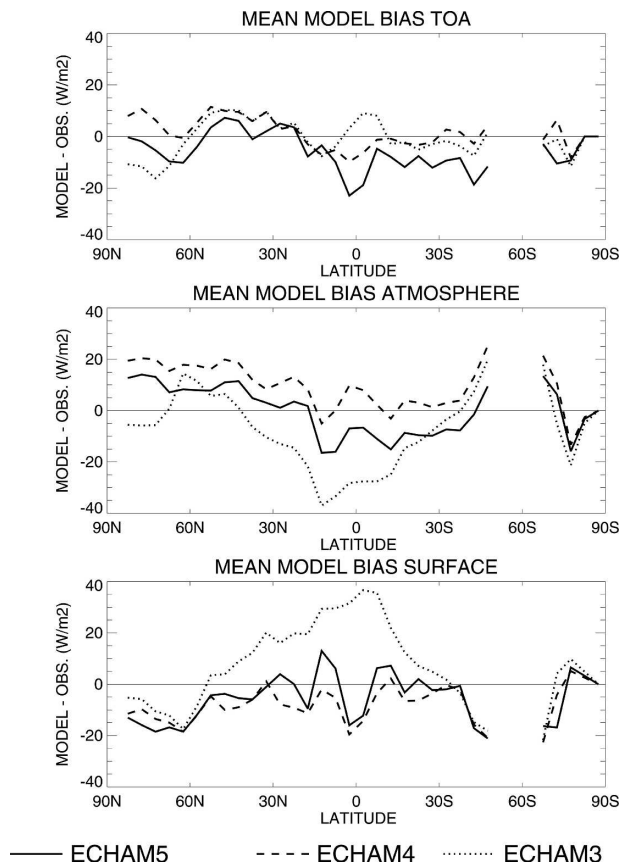 MEAN MODEL BIAS TOA
MODEL - OBS. (W/m2)
40
20
0
-20
-40
90N 60N 30N 0 30S 60S 90S
LATITUDE
MEAN MODEL BIAS ATMOSPHERE
MODEL - OBS. (W/m2)
40
20
0
-20
-40
90N 60N 30N 0 30S 60S 90S
LATITUDE
MEAN MODEL BIAS SURFACE
MODEL - OBS. (W/m2)
40
20
0
-20
-40
90N 60N 30N 0 30S 60S 90S
LATITUDE
ECHAM5 ECHAM4 ECHAM3